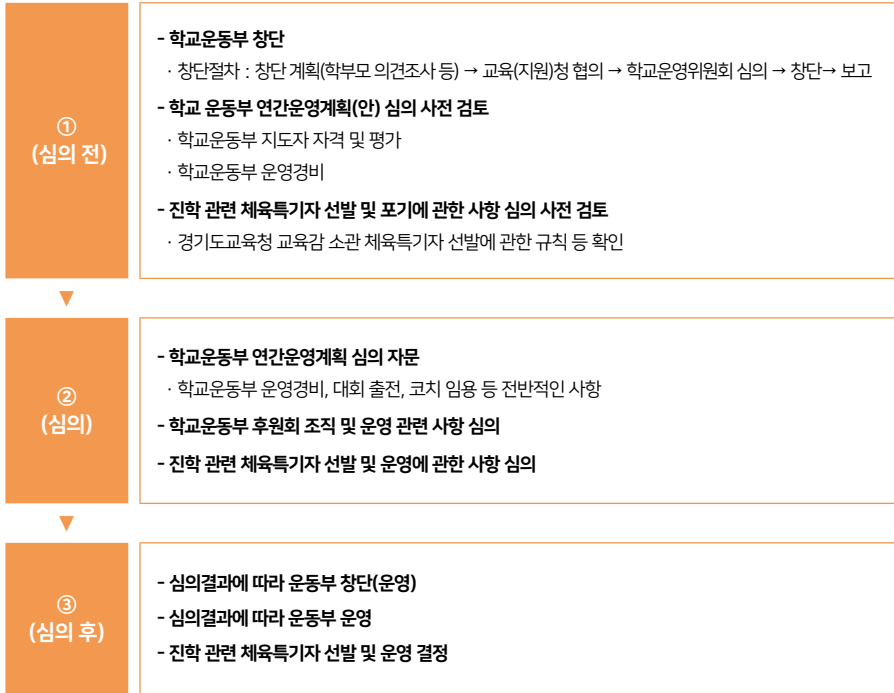 ①
(심의 전)
- 학교운동부 창단
· 창단절차 : 창단 계획(학부모 의견조사 등) → 교육(지원)청 협의 → 학교운영위원회 심의 → 창단→ 보고
- 학교 운동부 연간운영계획(안) 심의 사전 검토
· 학교운동부 지도자 자격 및 평가
· 학교운동부 운영경비
- 진학 관련 체육특기자 선발 및 포기에 관한 사항 심의 사전 검토
· 경기도교육청 교육감 소관 체육특기자 선발에 관한 규칙 등 확인
▼
②
(심의)
- 학교운동부 연간운영계획 심의 자문
· 학교운동부 운영경비, 대회 출전, 코치 임용 등 전반적인 사항
- 학교운동부 후원회 조직 및 운영 관련 사항 심의
- 진학 관련 체육특기자 선발 및 운영에 관한 사항 심의
▼
③
(심의 후)
- 심의결과에 따라 운동부 창단(운영)
- 심의결과에 따라 운동부 운영
- 진학 관련 체육특기자 선발 및 운영 결정